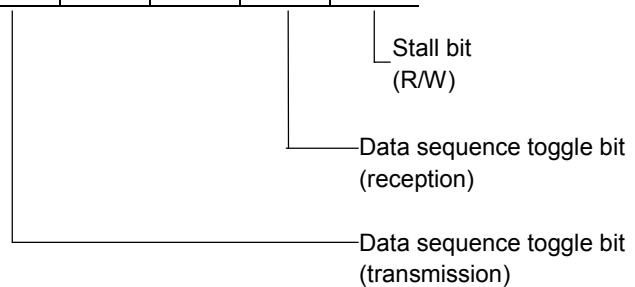 Stall bit
(R/W)
Data sequence toggle bit
(reception)
Data sequence toggle bit
(transmission)